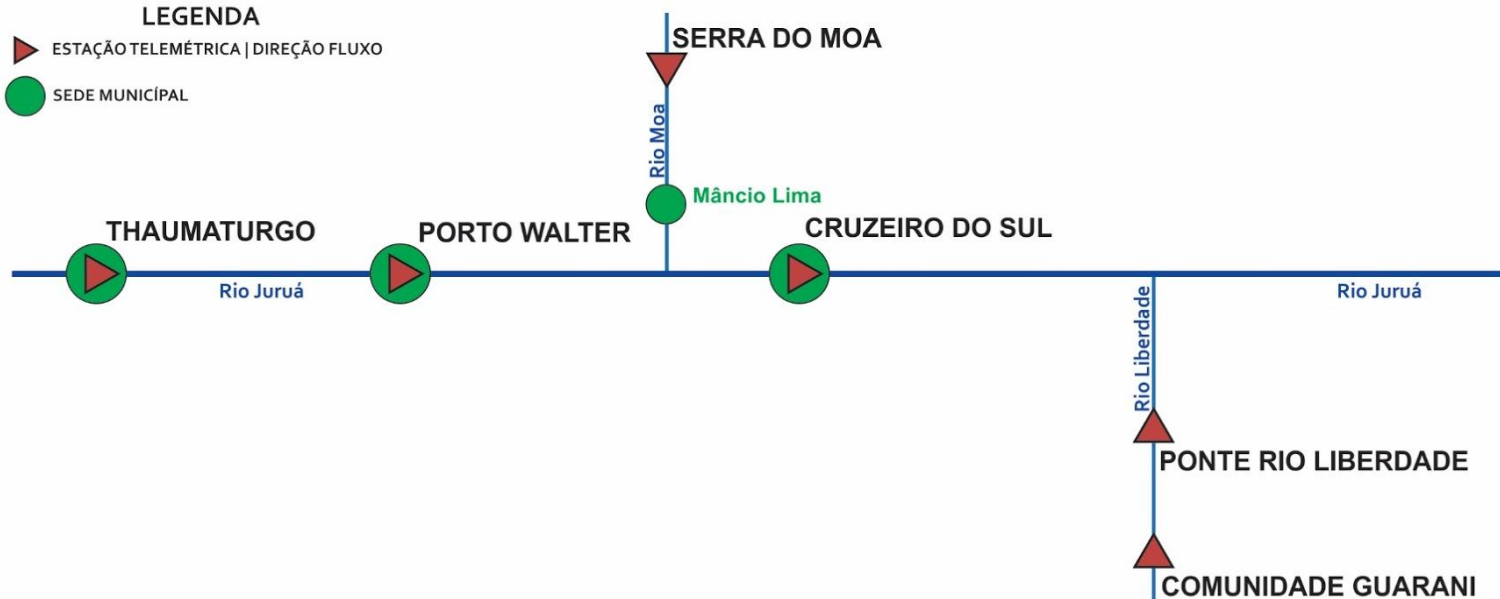 LEGENDA
ESTAÇÃO TELEMÉTRICA | DIREÇÃO FLUXO
SEDE MUNICÍPAL
SERRA DO MOA
Rio Moa
Mâncio Lima
THAUMATURGO
PORTO WALTER
CRUZEIRO DO SUL
Rio Juruá
Rio Juruá
Rio Liberdade
PONTE RIO LIBERDADE
COMUNIDADE GUARANI